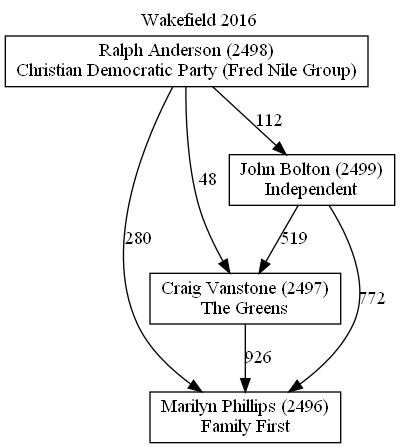 Wakefield 2016
Ralph Anderson (2498)
Christian Democratic Party (Fred Nile Group)
112
John Bolton (2499)
Independent
48
280
519
Craig Vanstone (2497)
The Greens
772
926
Marilyn Phillips (2496)
Family First